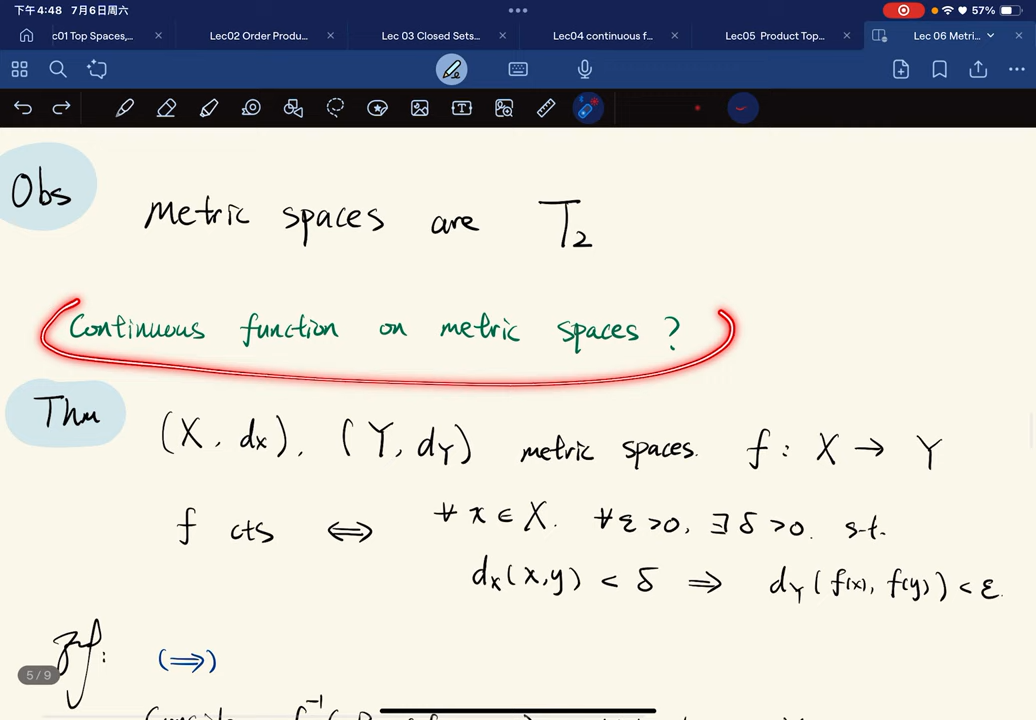 下午4:48 7月6日周六
57%
c01 Top Spaces,...
Lec02 Order Produ...
Lec 03 Closed Sets...
Lec04 continuous f...
Lec05 Product Top...
Lec 06 Metri...
Obs
Metric spaces are T₂
Continuous function on metric spaces ?
Thm
(X, dx), (Y, dY) metric spaces. f: X → Y
f cts ⟺ ∀ x ∈ X. ∀ε >0, ∃ δ >0. s.t.
dx(x,y) < δ ⟹ dY(f(x), f(y)) < ε.
(⟹)
5 / 9